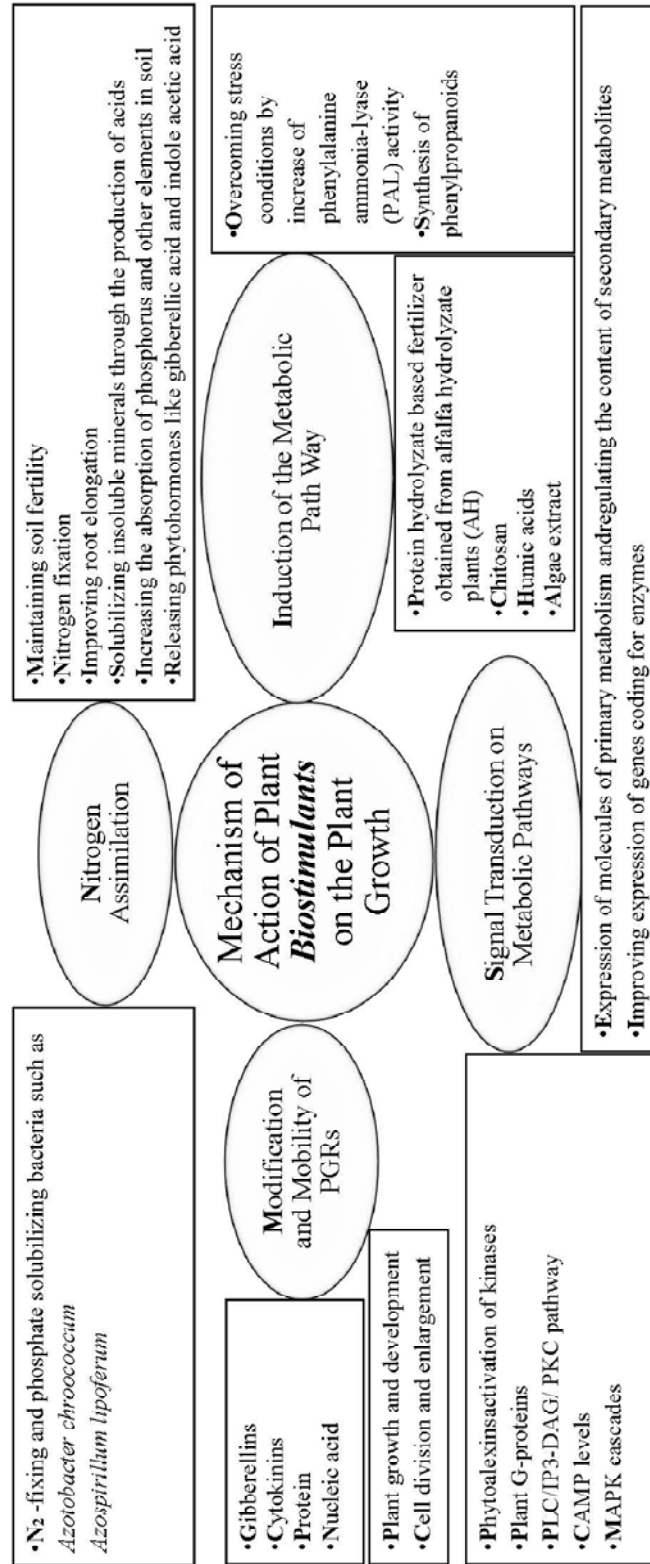 •N2 -fixing and phosphate solubilizing bacteria such as
Azotobacter chroococcum
Azospirillum lipoferum
Nitrogen
Assimilation
•Maintaining soil fertility
•Nitrogen fixation
•Improving root elongation
•Solubilizing insoluble minerals through the production of acids
•Increasing the absorption of phosphorus and other elements in soil
•Releasing phytohormones like gibberellic acid and indole acetic acid
•Gibberellins
•Cytokinins
•Protein
•Nucleic acid
Modification
and Mobility of
PGRs
•Plant growth and development
•Cell division and enlargement
Mechanism of
Action of Plant
Biostimulants
on the Plant
Growth
Induction of the Metabolic
Path Way
•Overcoming stress
conditions by
increase of
phenylalanine
ammonia-lyase
(PAL) activity
•Synthesis of
phenylpropanoids
•Protein hydrolyzate based fertilizer
obtained from alfalfa hydrolyzate
plants (AH)
•Chitosan
•Humic acids
•Algae extract
•Phytoalexinsactivation of kinases
•Plant G-proteins
•PLC/IP3-DAG/ PKC pathway
•CAMP levels
•MAPK cascades
Signal Transduction on
Metabolic Pathways
•Expression of molecules of primary metabolism andregulating the content of secondary metabolites
•Improving expression of genes coding for enzymes